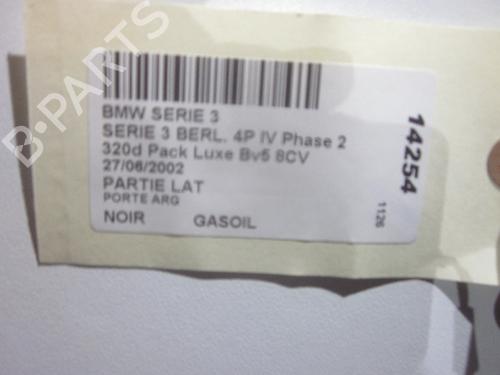 B-PARTS
BMW SERIE 3
SERIE 3 BERL. 4P IV Phase 2
320d Pack Luxe Bv5 8CV
27/06/2002
PARTIE LAT
PORTE ARG
NOIR GASOIL
14254
1126